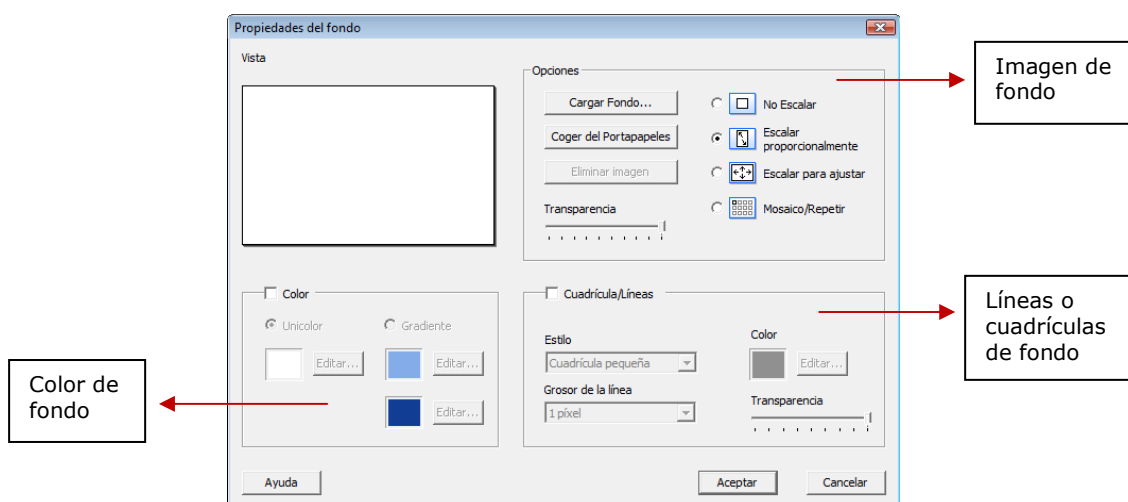 Propiedades del fondo
Vista
Opciones
Cargar Fondo...
No Escalar
Coger del Portapapeles
Escalar
proporcionalmente
Eliminar imagen
Escalar para ajustar
Transparencia
Mosaico/Repetir
Imagen de
fondo
Color
Unicolor
Gradiente
Editar...
Editar...
Editar...
Cuadrícula/Líneas
Estilo
Color
Cuadrícula pequeña
Editar...
Grosor de la línea
Transparencia
1 píxel
Líneas o
cuadrículas
de fondo
Color de
fondo
Ayuda
Aceptar
Cancelar